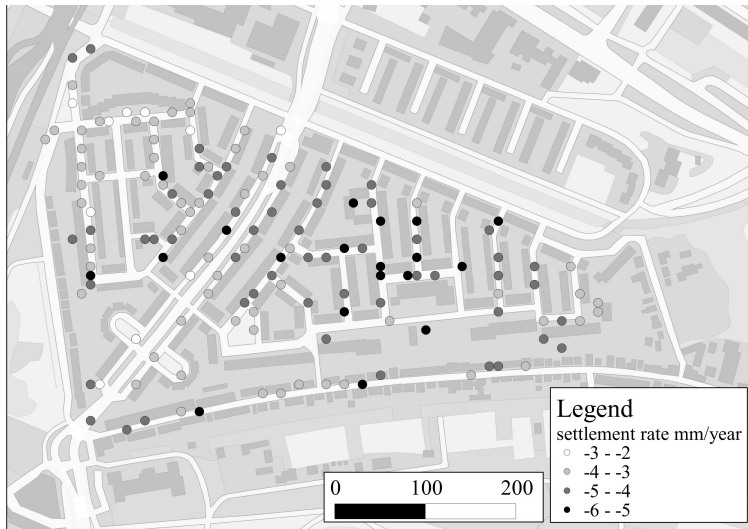 Legend
settlement rate mm/year
-3 - -2
-4 - -3
-5 - -4
-6 - -5
0 100 200